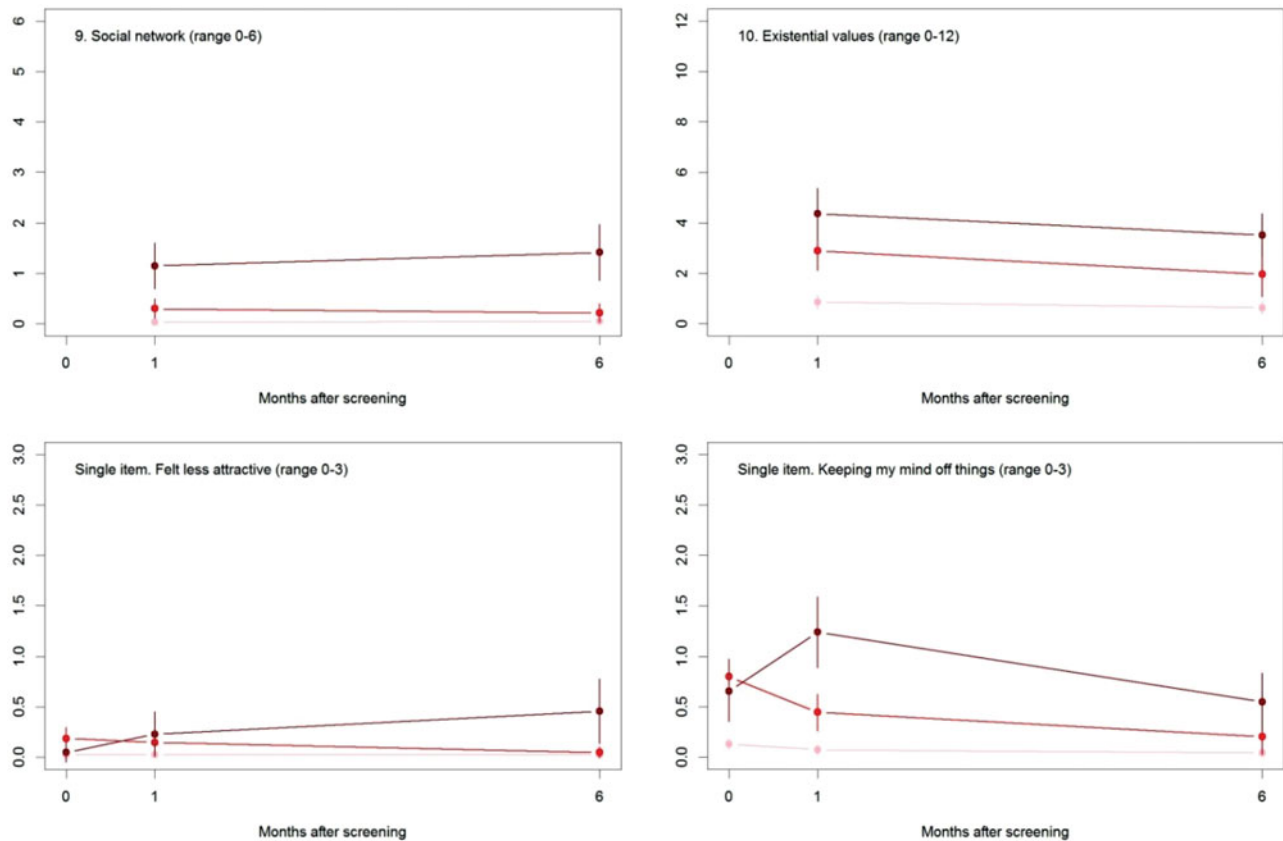 9. Social network (range 0-6)
6
5
4
3
2
1
0
0 1 6
Months after screening
10. Existential values (range 0-12)
12
10
8
6
4
2
0
0 1 6
Months after screening
Single item. Felt less attractive (range 0-3)
3.0
2.5
2.0
1.5
1.0
0.5
0.0
0 1 6
Months after screening
Single item. Keeping my mind off things (range 0-3)
3.0
2.5
2.0
1.5
1.0
0.5
0.0
0 1 6
Months after screening